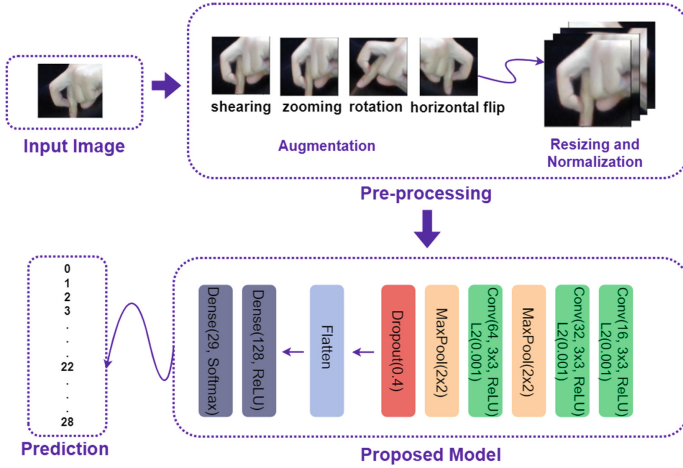 shearing
zooming
rotation
horizontal flip
Input Image
Augmentation
Resizing and
Normalization
Pre-processing
0
1
2
3
.
.
.
22
.
.
.
28
Prediction
Dense(29, Softmax)
Dense(128, ReLU)
Flatten
Dropout(0.4)
MaxPool(2x2)
Conv(64, 3x3, ReLU)
L2(0.001)
MaxPool(2x2)
Conv(32, 3x3, ReLU)
L2(0.001)
Conv(16, 3x3, ReLU)
L2(0.001)
Proposed Model